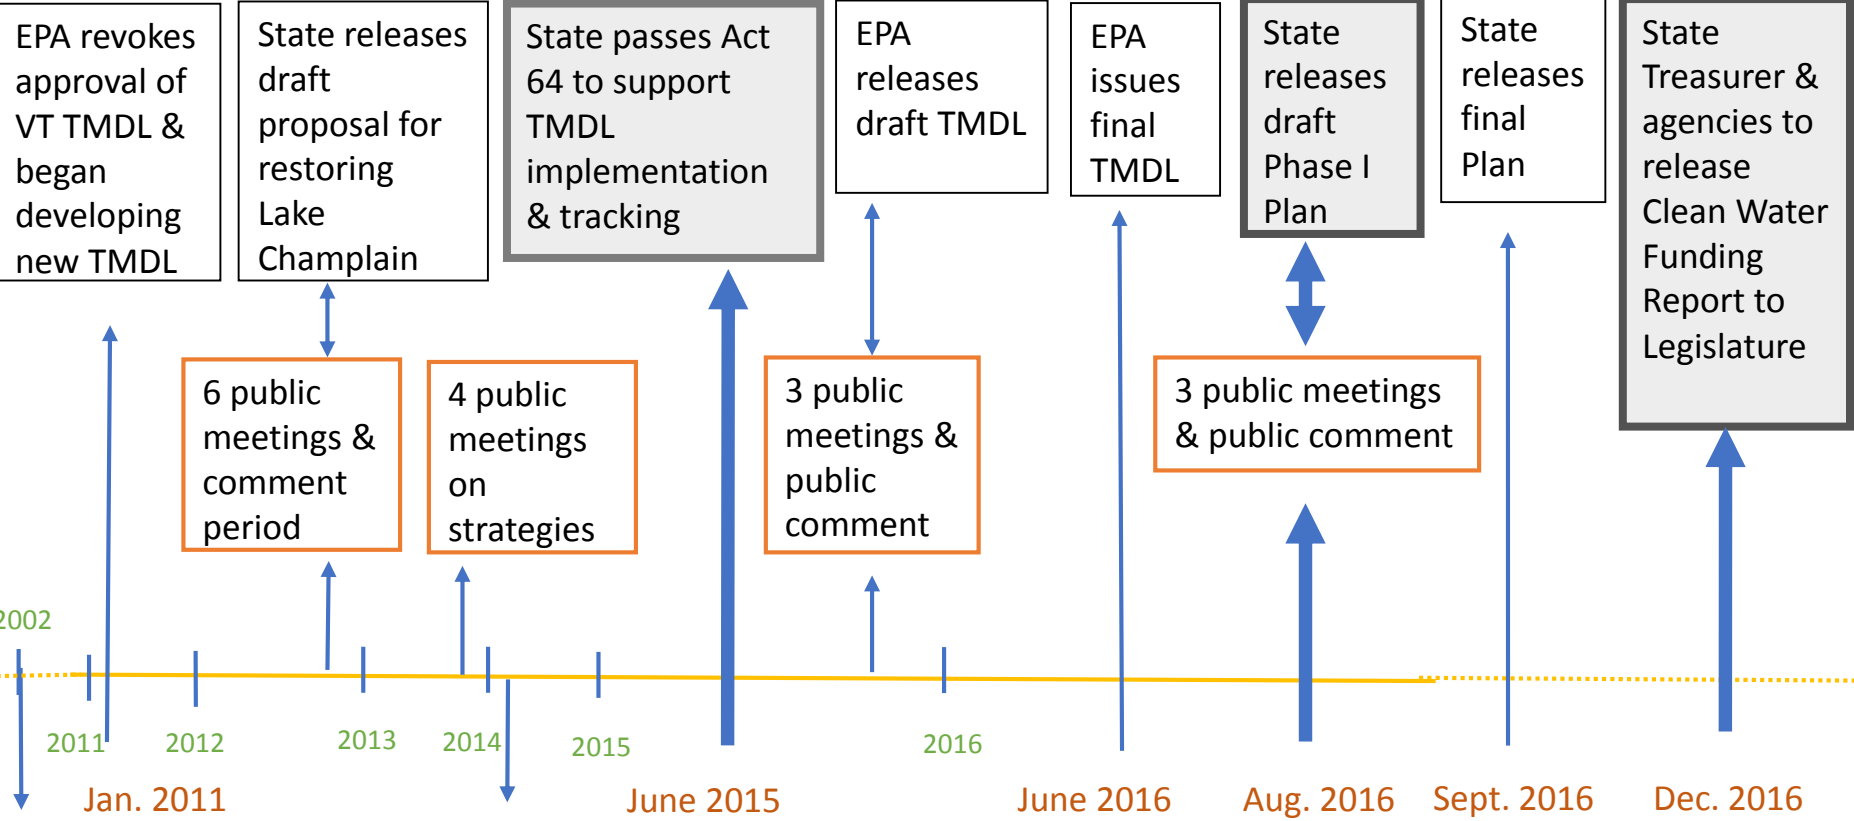 EPA revokes
approval of
VT TMDL &
began
developing
new TMDL
State releases
draft
proposal for
restoring
Lake
Champlain
State passes Act
64 to support
TMDL
implementation
& tracking
EPA
releases
draft TMDL
EPA
issues
final
TMDL
State
releases
draft
Phase I
Plan
State
releases
final
Plan
State
Treasurer &
agencies to
release
Clean Water
Funding
Report to
Legislature
6 public
meetings &
comment
period
4 public
meetings
on
strategies
3 public
meetings &
public
comment
3 public meetings
& public comment
2002
2011
2012
2013
2014
2015
2016
Jan. 2011
June 2015
June 2016
Aug. 2016
Sept. 2016
Dec. 2016